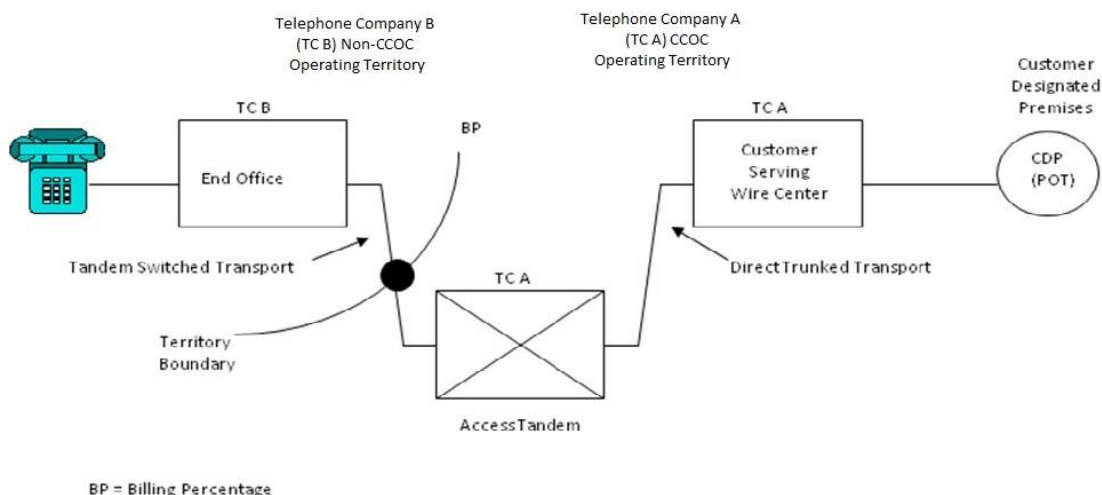 Telephone Company B
(TC B) Non-CCOC
Operating Territory
Telephone Company A
(TC A) CCOC
Operating Territory
Customer
Designated
Premises
TC B
BP
TC A
End Office
Customer
Serving
Wire Center
CDP
(POT)
Tandem Switched Transport
TC A
Direct Trunked Transport
Territory
Boundary
Access Tandem
BP = Billing Percentage